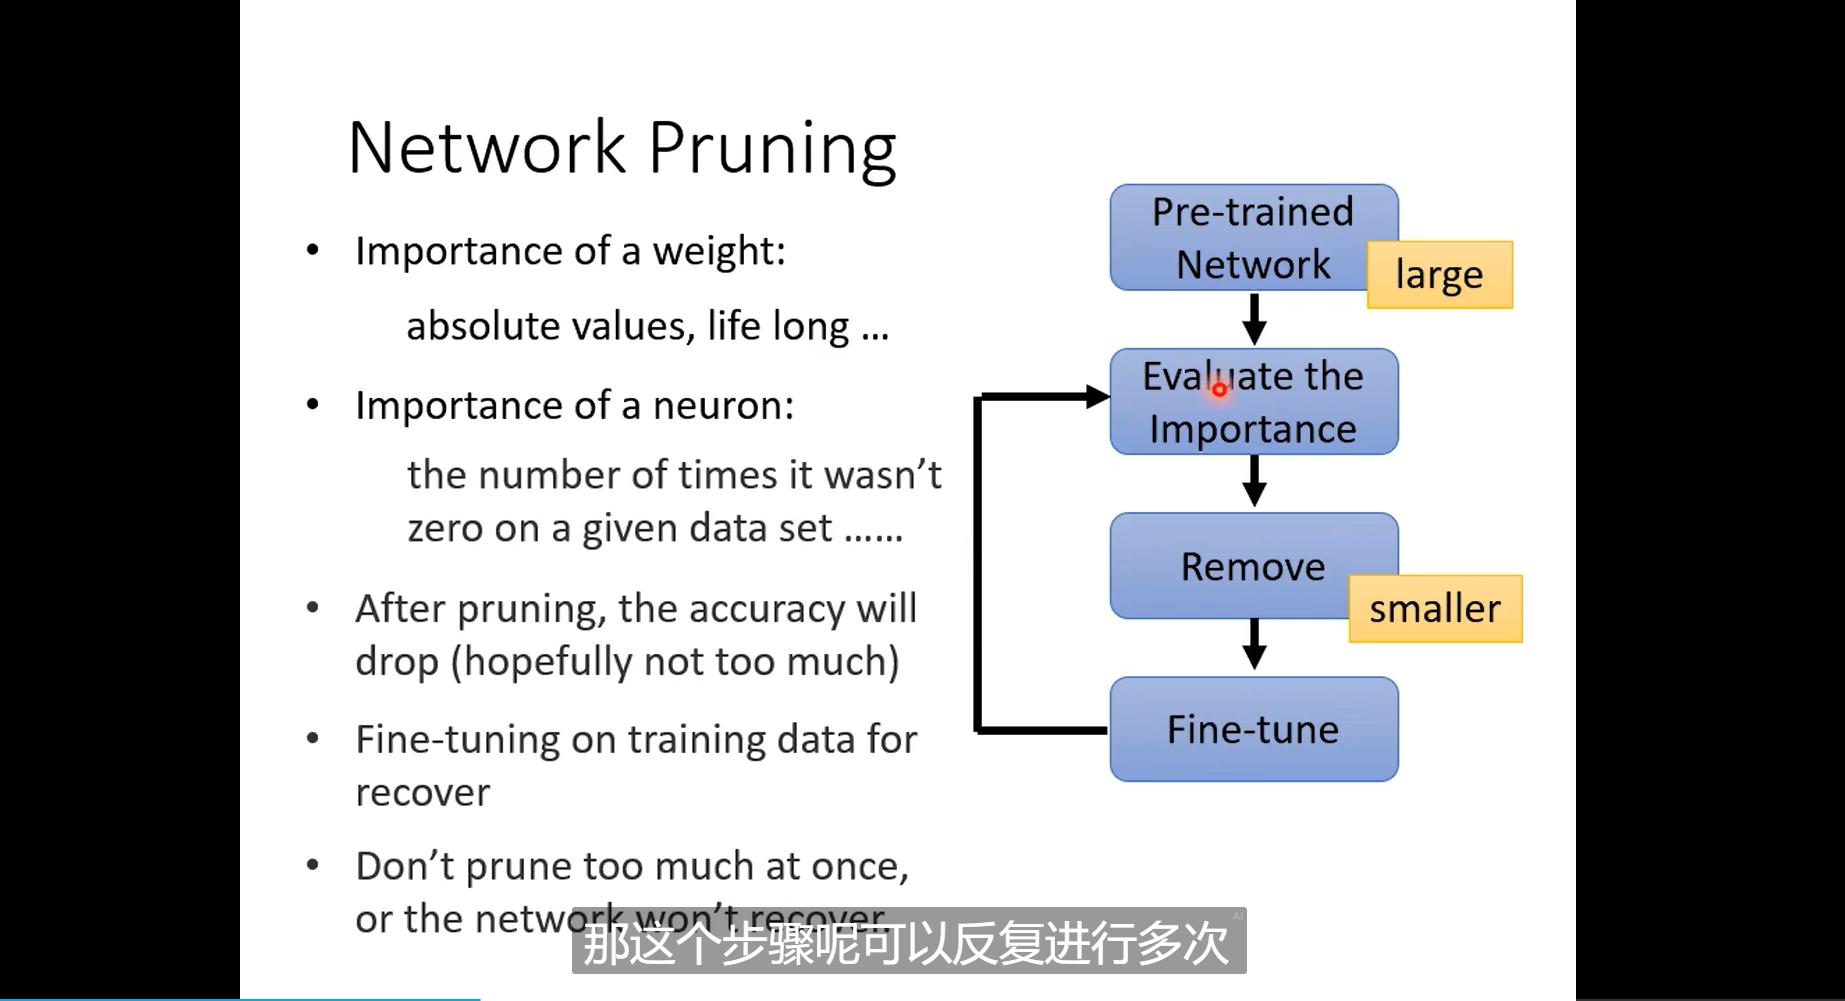 Network Pruning
• Importance of a weight:
absolute values, life long ...
• Importance of a neuron:
the number of times it wasn’t
zero on a given data set ……
• After pruning, the accuracy will
drop (hopefully not too much)
• Fine-tuning on training data for
recover
• Don’t prune too much at once,
or the network won’t recover.
Pre-trained
Network
large
Evaluate the
Importance
Remove
smaller
Fine-tune
AI
那这个步骤呢可以反复进行多次